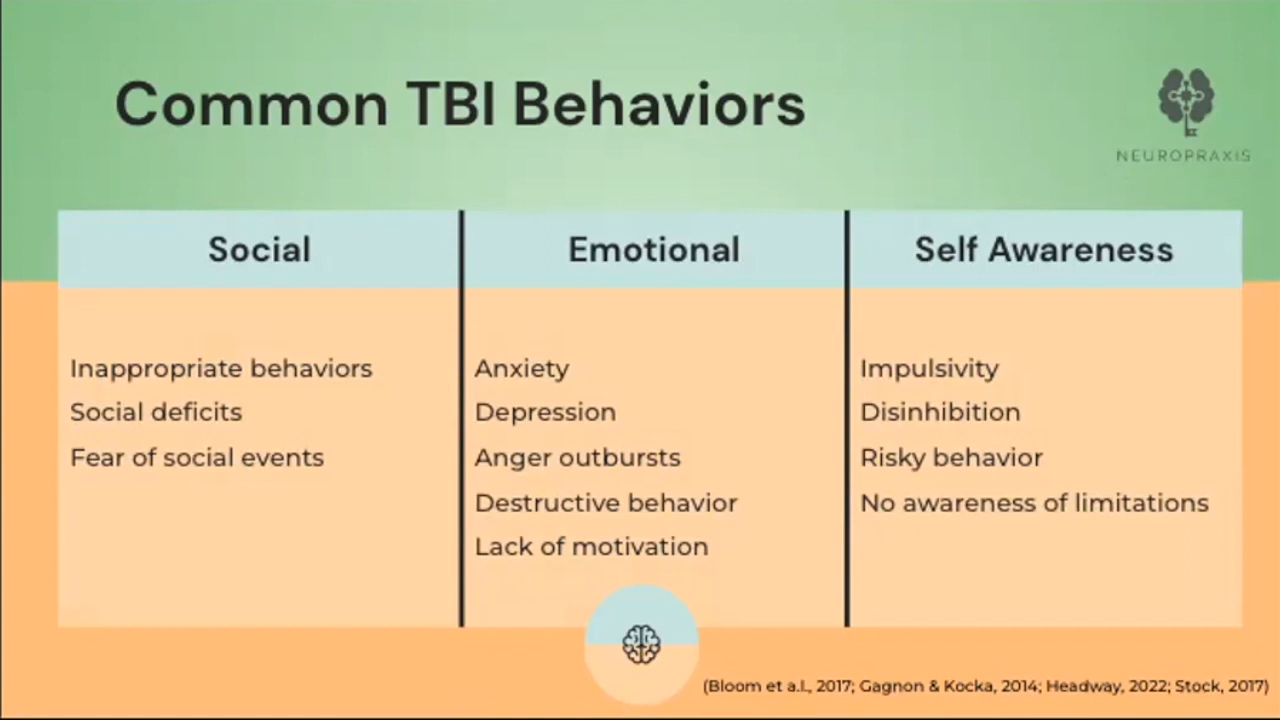 Common TBI Behaviors
NEUROPRAXIS
Social
Emotional
Self Awareness
Inappropriate behaviors
Social deficits
Fear of social events
Anxiety
Depression
Anger outbursts
Destructive behavior
Lack of motivation
Impulsivity
Disinhibition
Risky behavior
No awareness of limitations
(Bloom et a.l., 2017; Gagnon & Kocka, 2014; Headway, 2022; Stock, 2017)